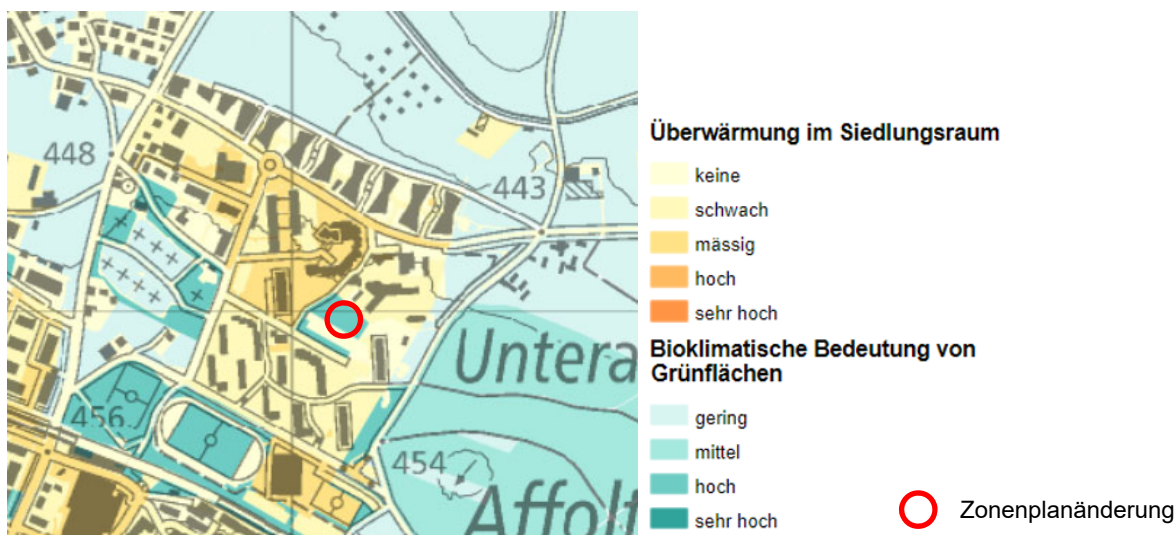 448
443
Untera
456
454
Affolt
Überwärmung im Siedlungsraum
keine
schwach
mässig
hoch
sehr hoch
Bioklimatische Bedeutung von
Grünflächen
gering
mittel
hoch
sehr hoch
Zonenplanänderung